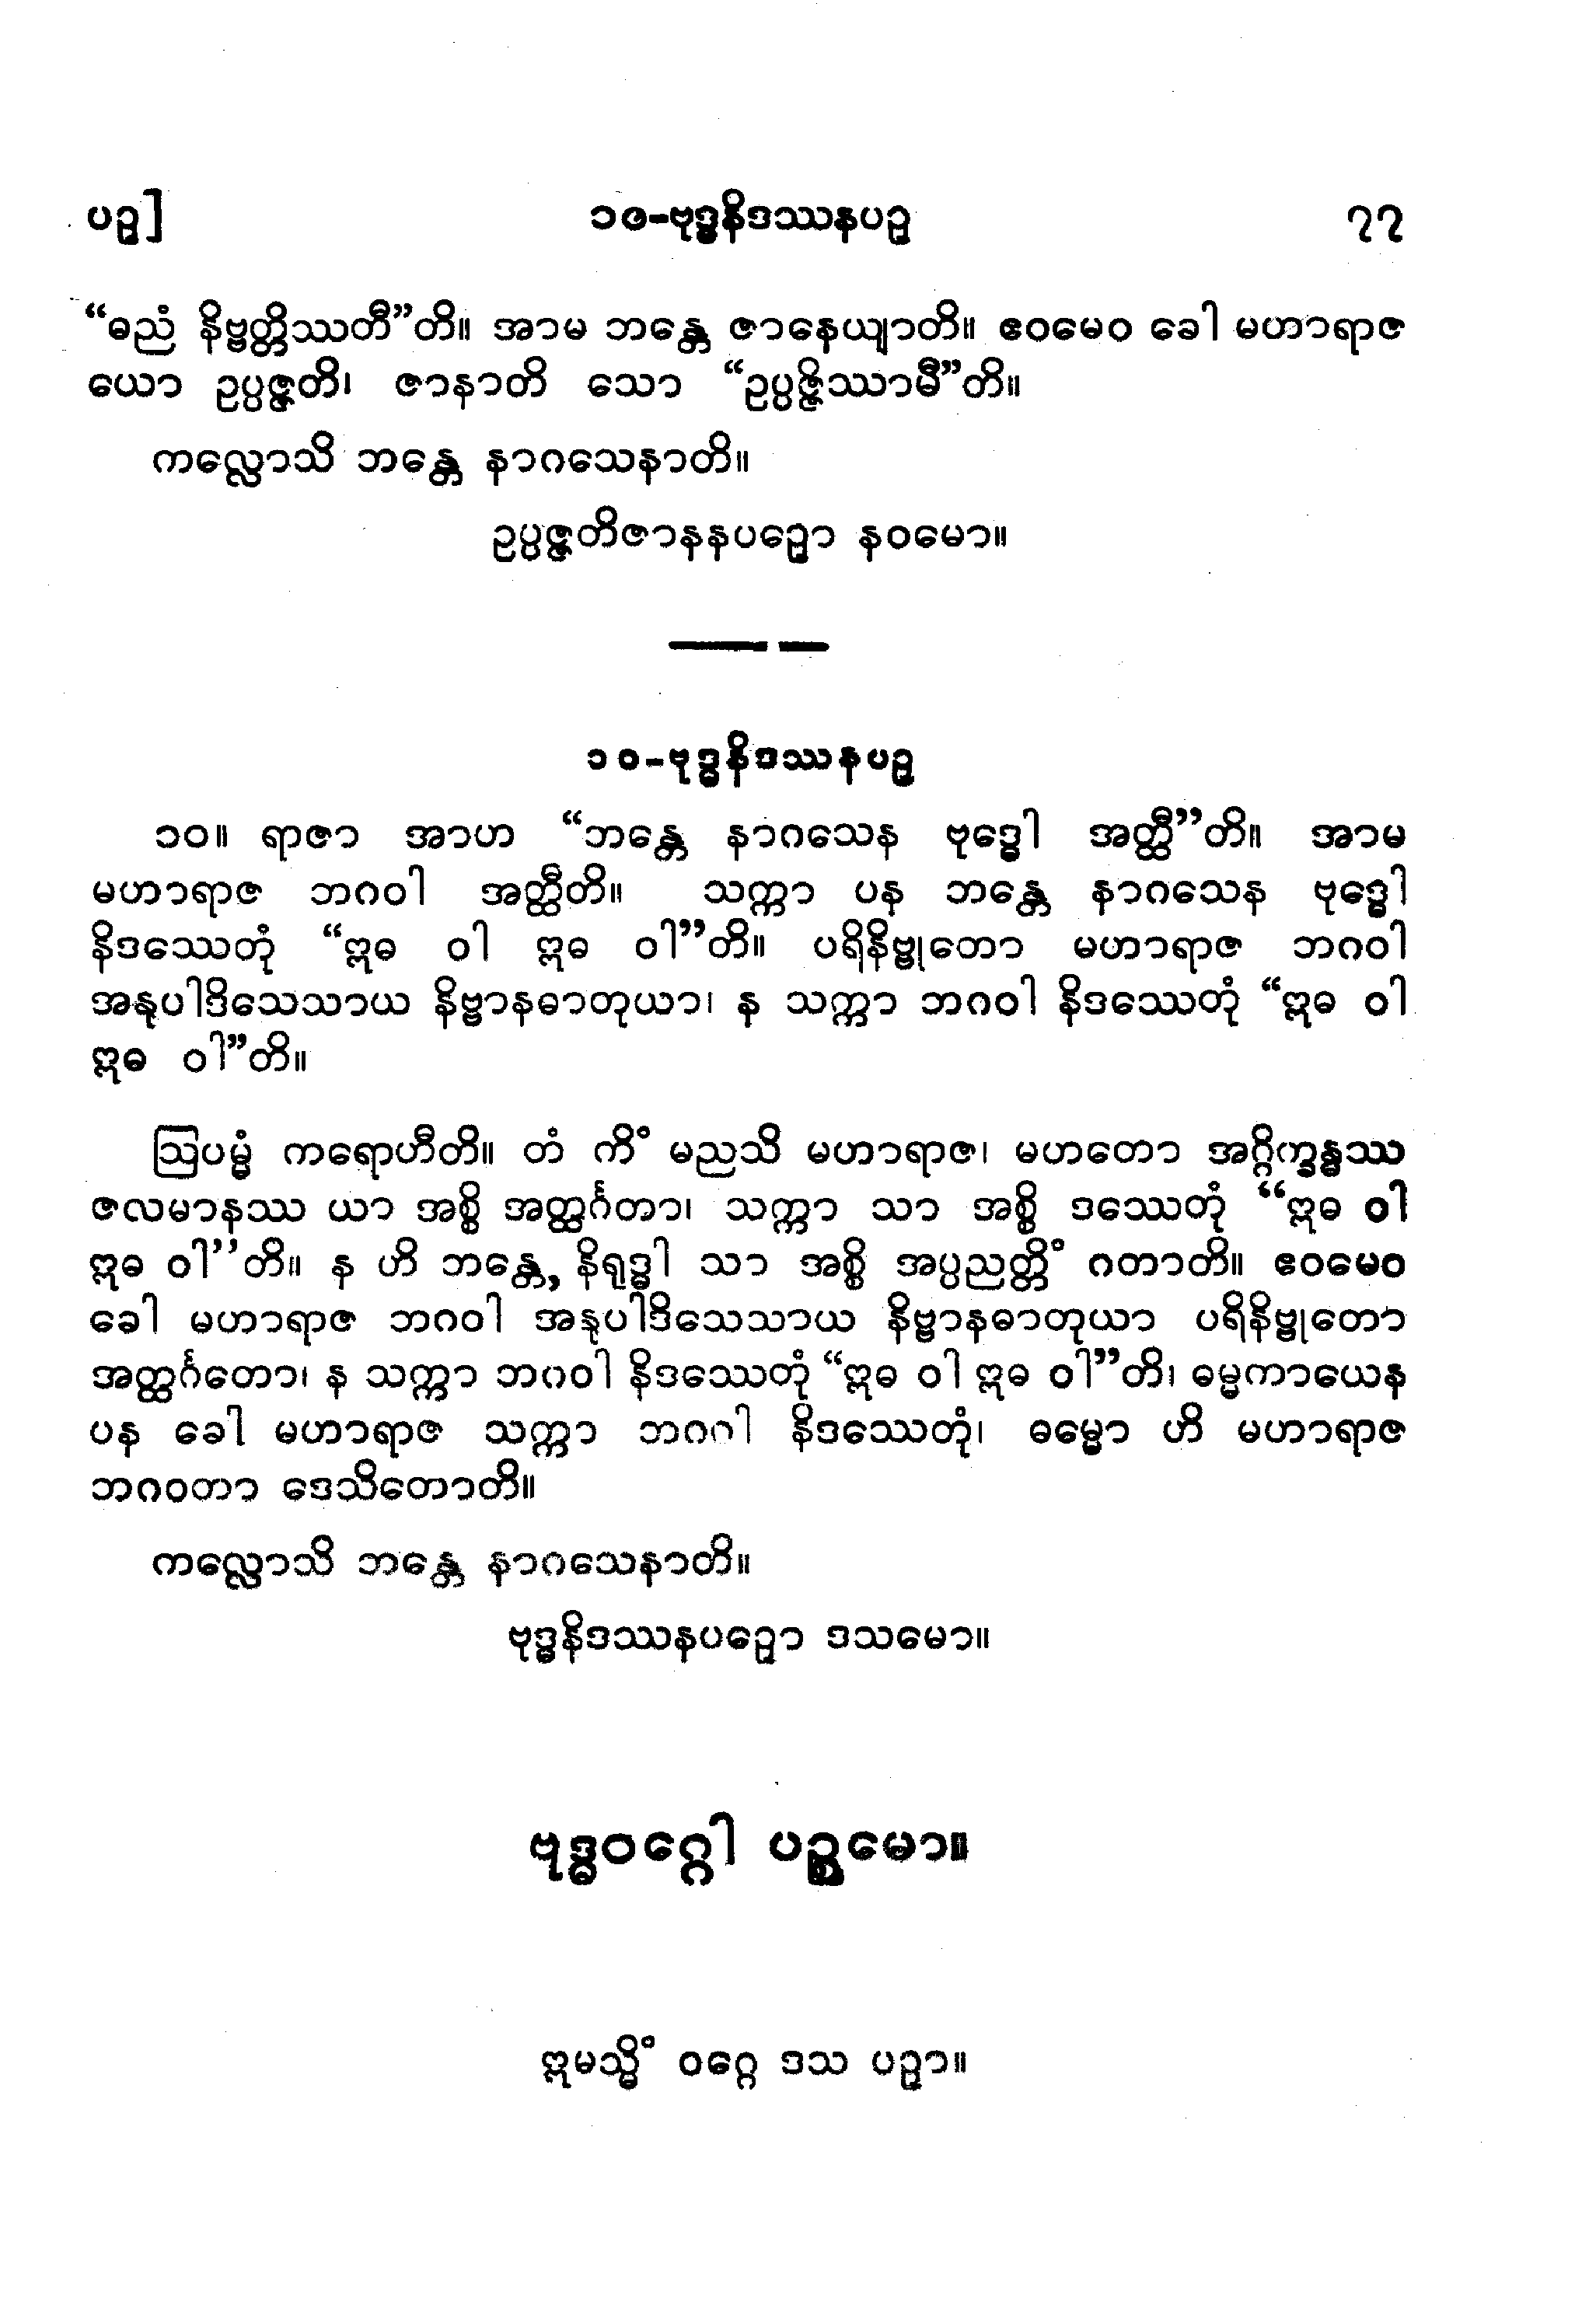 ပဉှ]	၁၀-ဗုဒ္ဓနိဒဿနပဉှ	၇၇
“ဓညံ နိဗ္ဗတ္တိဿတီ”တိ။ အာမ ဘန္တေ ဇာနေယျာတိ။ ဧဝမေဝ ခေါ မဟာရာဇ
ယော ဥပ္ပဇ္ဇတိ၊ ဇာနာတိ သော “ဥပ္ပဇ္ဇိဿာမီ”တိ။
ကလ္လောသိ ဘန္တေ နာဂသေနာတိ။
ဥပ္ပဇ္ဇတိဇာနနပဉှော နဝမော။
၁၀-ဗုဒ္ဓနိဒဿနပဉှ
၁၀။ ရာဇာ အာဟ “ဘန္တေ နာဂသေန ဗုဒ္ဓေါ အတ္ထီ”တိ။ အာမ
မဟာရာဇ ဘဂဝါ အတ္ထီတိ။ သက္ကာ ပန ဘန္တေ နာဂသေန ဗုဒ္ဓေါ
နိဒဿေတုံ “ဣဓ ဝါ ဣဓ ဝါ”တိ။ ပရိနိဗ္ဗုတော မဟာရာဇ ဘဂဝါ
အနုပါဒိသေသာယ နိဗ္ဗာနဓာတုယာ၊ န သက္ကာ ဘဂဝါ နိဒဿေတုံ “ဣဓ ဝါ
ဣဓ ဝါ”တိ။
ဩပမ္မံ ကရောဟီတိ။ တံ ကိံ မညသိ မဟာရာဇ၊ မဟတော အဂ္ဂိက္ခန္ဓဿ
ဇလမာနဿ ယာ အစ္စိ အတ္ထင်္ဂတာ၊ သက္ကာ သာ အစ္စိ ဒဿေတုံ “ဣဓ ဝါ
ဣဓ ဝါ”တိ။ န ဟိ ဘန္တေ, နိရုဒ္ဓါ သာ အစ္စိ အပ္ပညတ္တိံ ဂတာတိ။ ဧဝမေဝ
ခေါ မဟာရာဇ ဘဂဝါ အနုပါဒိသေသာယ နိဗ္ဗာနဓာတုယာ ပရိနိဗ္ဗုတော
အတ္ထင်္ဂတော၊ န သက္ကာ ဘဂဝါ နိဒဿေတုံ “ဣဓ ဝါ ဣဓ ဝါ”တိ၊ ဓမ္မကာယေန
ပန ခေါ မဟာရာဇ သက္ကာ ဘဂဝါ နိဒဿေတုံ၊ ဓမ္မော ဟိ မဟာရာဇ
ဘဂဝတာ ဒေသိတောတိ။
ကလ္လောသိ ဘန္တေ နာဂသေနာတိ။
ဗုဒ္ဓနိဒဿနပဉှော ဒသမော။
ဗုဒ္ဓဝဂ္ဂေါ ပဉ္စမော။
ဣမသ္မိံ ဝဂ္ဂေ ဒသ ပဉှာ။